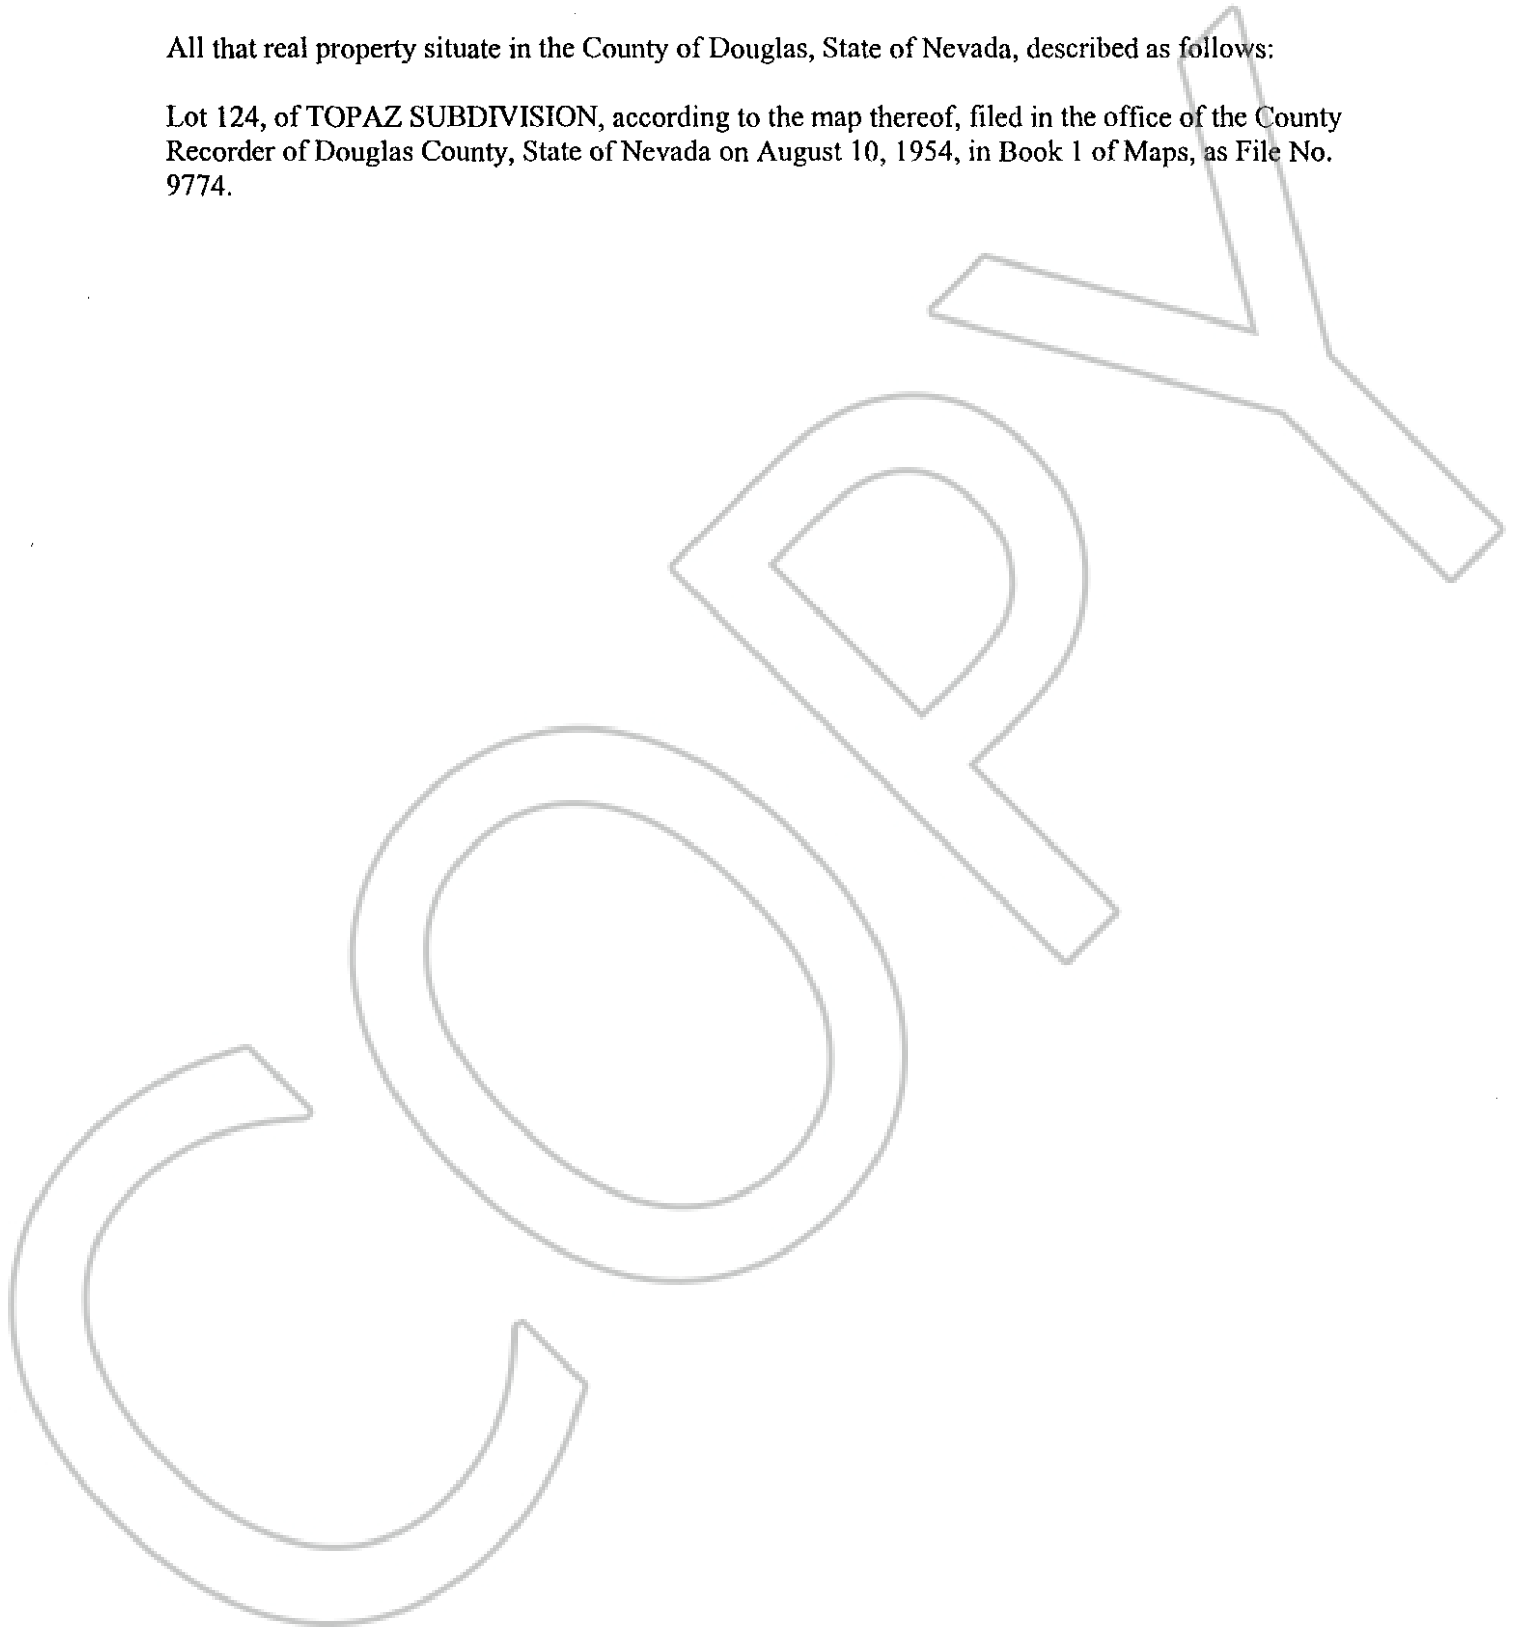 All that real property situate in the County of Douglas, State of Nevada, described as follows:
Lot 124, of TOPAZ SUBDIVISION, according to the map thereof, filed in the office of the County
Recorder of Douglas County, State of Nevada on August 10, 1954, in Book 1 of Maps, as File No.
9774.
COPY